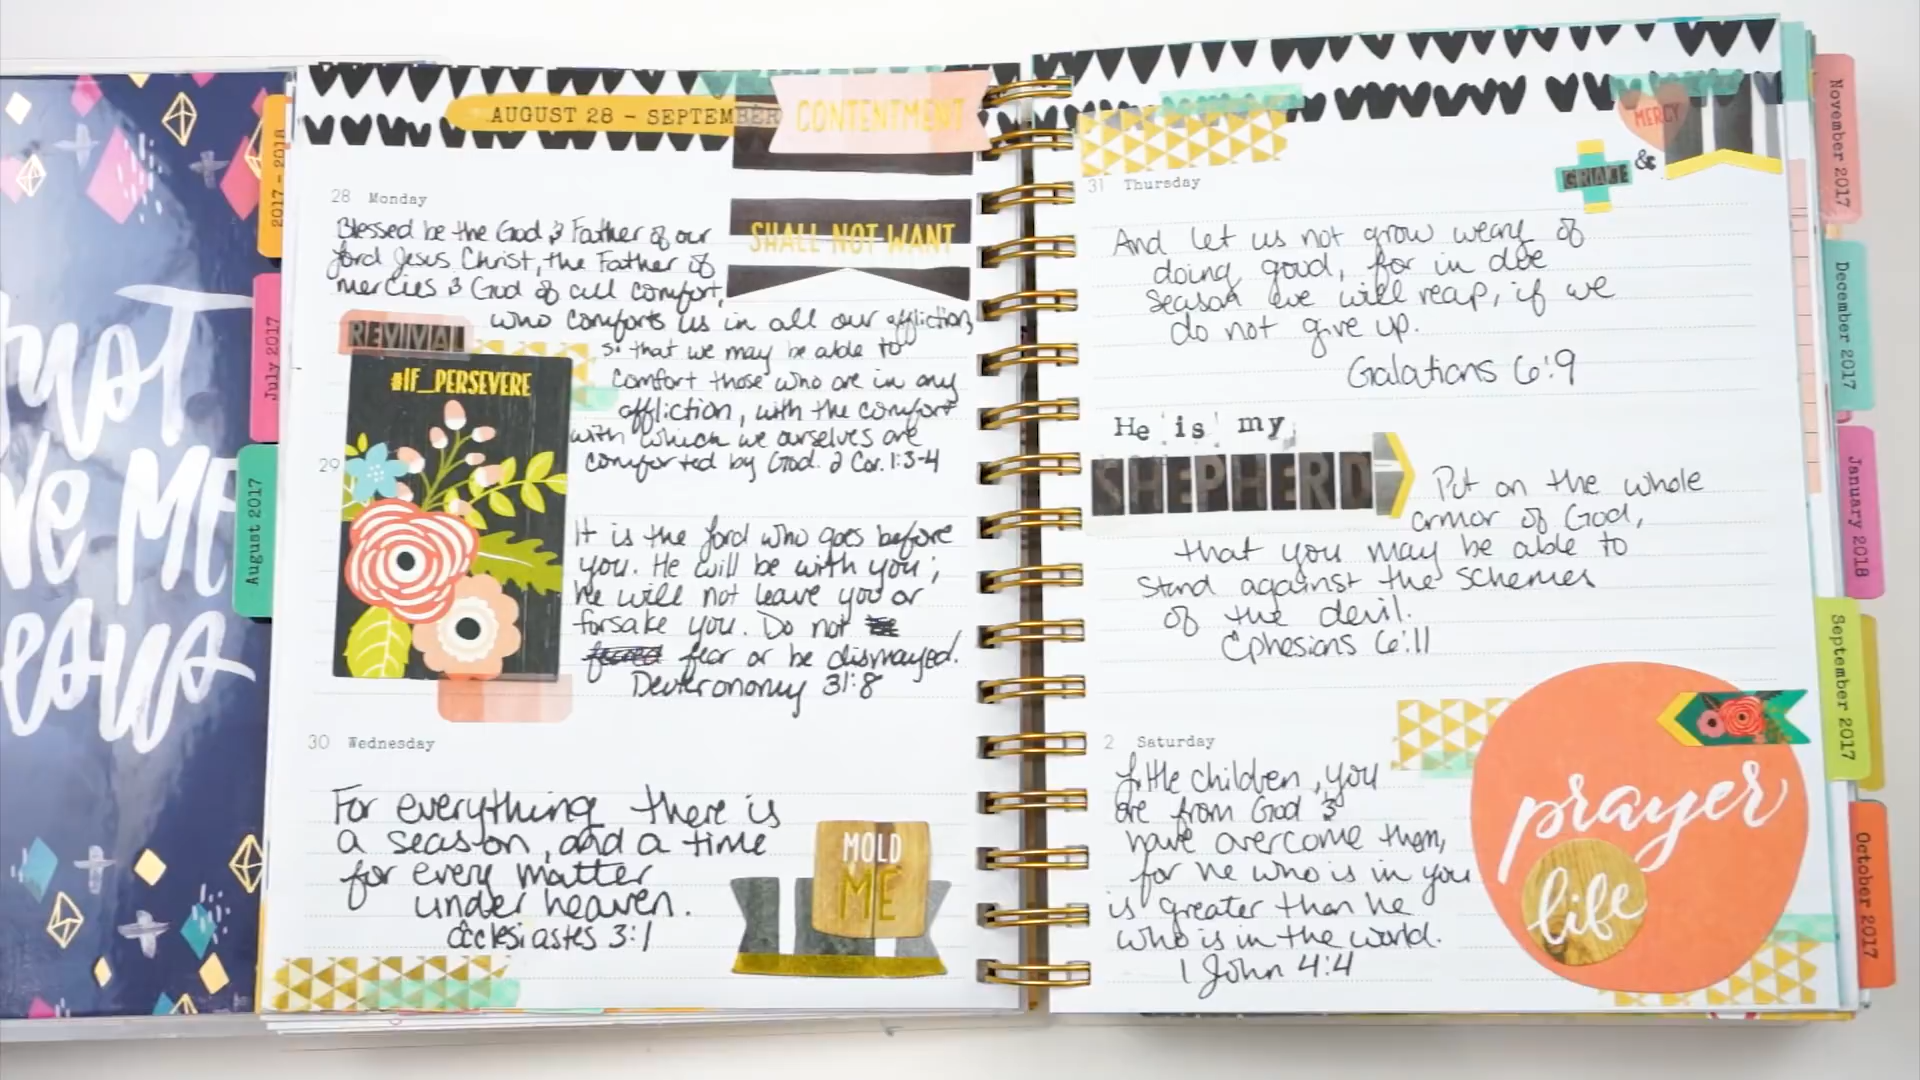 AUGUST 28 - SEPTEMBER
CONTENTMENT
28 Monday
SHALL NOT WANT
Blessed be the God & Father of our
Lord Jesus Christ, the Father of
mercies & God of all comfort,
who comforts us in all our affliction,
so that we may be able to
comfort those who are in any
affliction, with the comfort
with which we ourselves are
comforted by God. 2 Cor. 1:3-4
REVIVAL
#IF_PERSEVERE
29
It is the Lord who goes before
you. He will be with you;
he will not leave you or
forsake you. Do not
fear or be dismayed.
Deuteronomy 31:8
30 Wednesday
For everything there is
a season, and a time
for every matter
under heaven.
Ecclesiastes 3:1
MOLD
ME
31 Thursday
MERCY
&
GRACE
And let us not grow weary of
doing good, for in doe
season we will reap, if we
do not give up.
Galations 6:9
He is my
SHEPHERD
Put on the whole
armor of God,
that you may be able to
stand against the schemes
of the devil.
Ephesians 6:11
2 Saturday
Little children, you
are from God &
have overcome them,
for he who is in you
is greater than he
who is in the world.
1 John 4:4
prayer
life
2017 - 2018
July 2017
August 2017
November 2017
December 2017
January 2018
September 2017
October 2017
ME